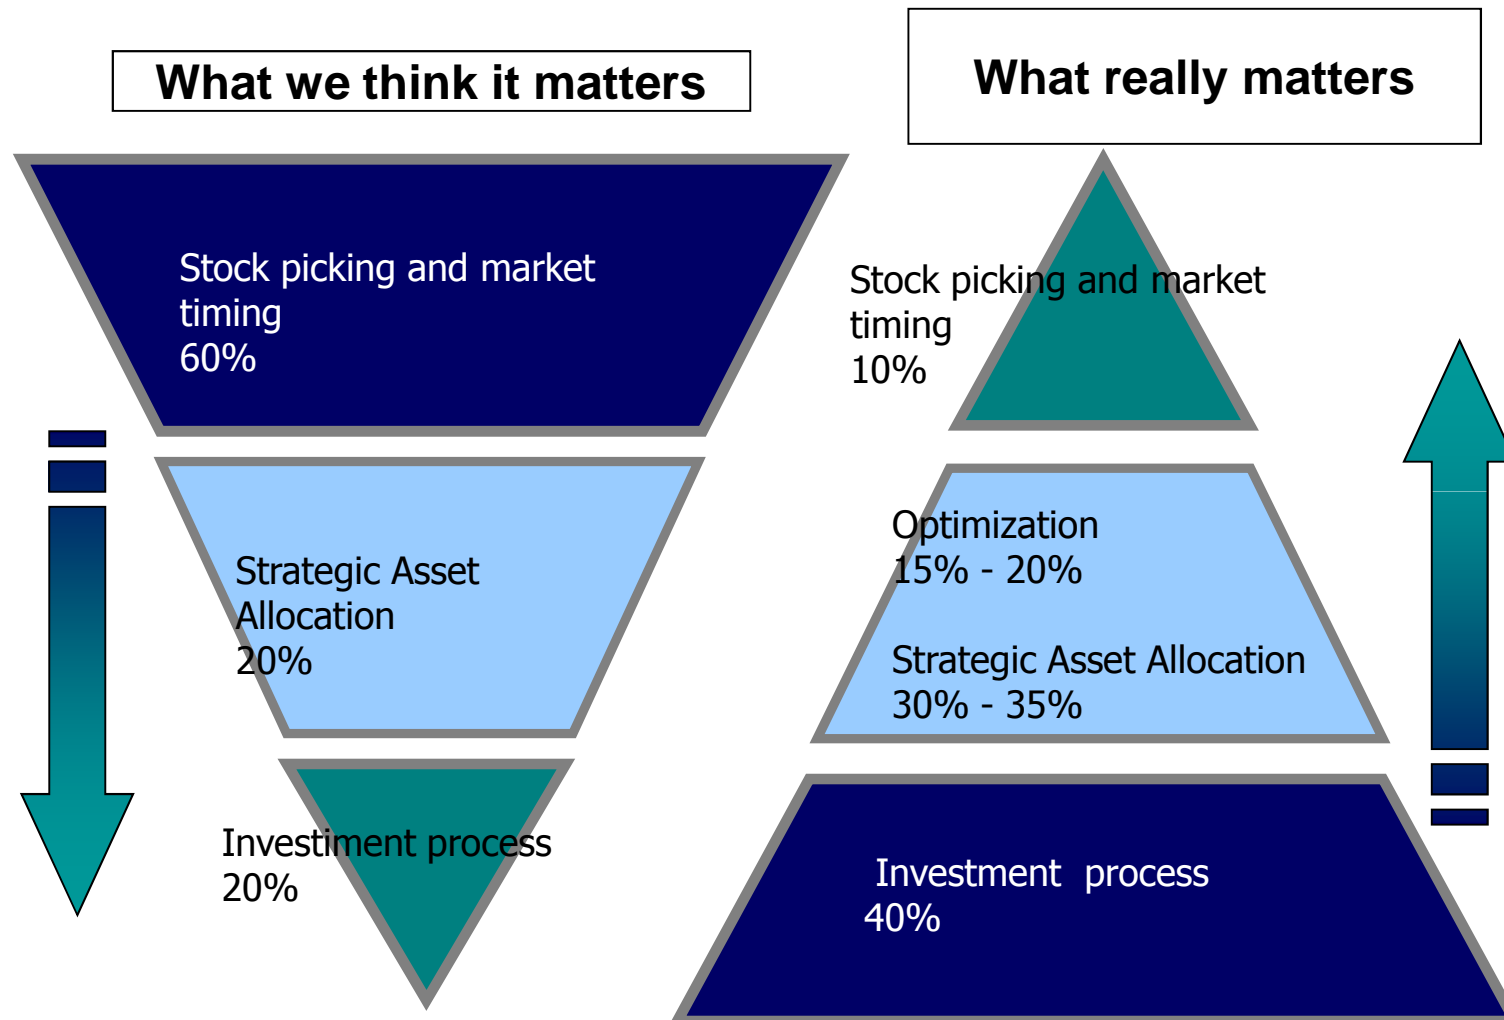 What we think it matters
Stock picking and market
timing
60%
Strategic Asset
Allocation
20%
Investiment process
20%
What really matters
Stock picking and market
timing
10%
Optimization
15% - 20%
Strategic Asset Allocation
30% - 35%
Investment  process
40%